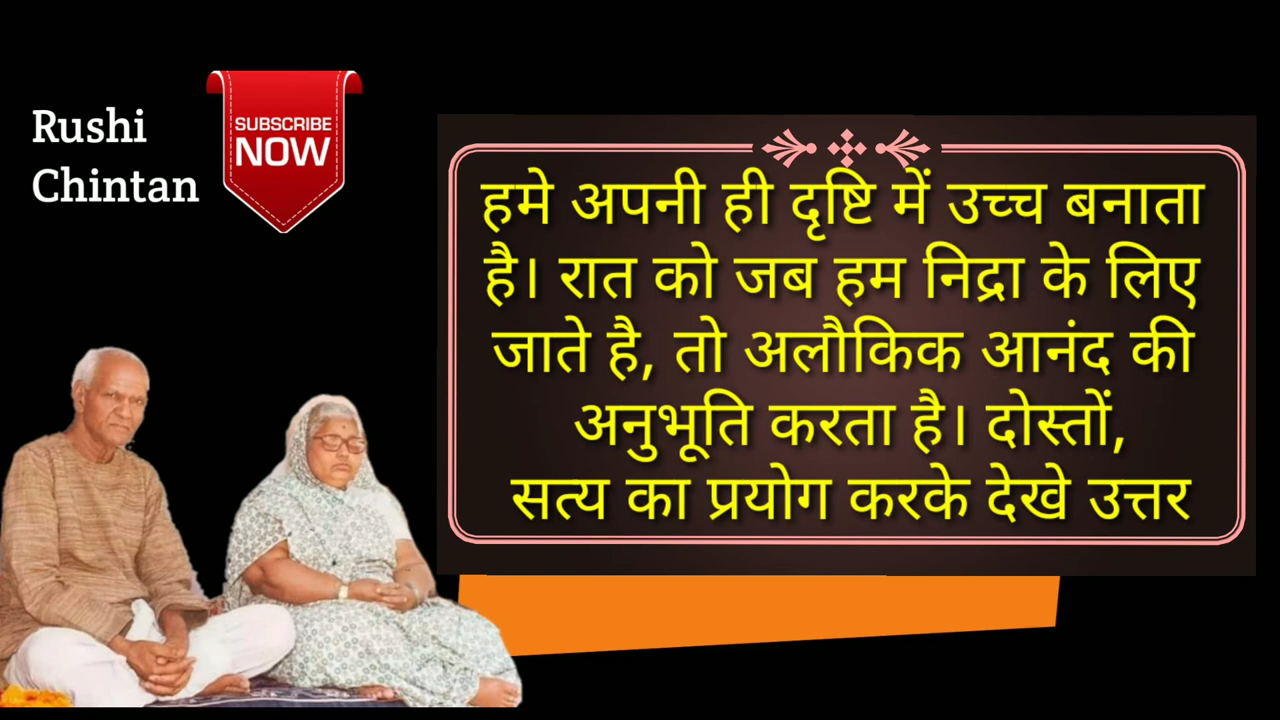 Rushi
Chintan
SUBSCRIBE
NOW
हमे अपनी ही दृष्टि में उच्च बनाता
है। रात को जब हम निद्रा के लिए
जाते है, तो अलौकिक आनंद की
अनुभूति करता है। दोस्तों,
सत्य का प्रयोग करके देखे उत्तर